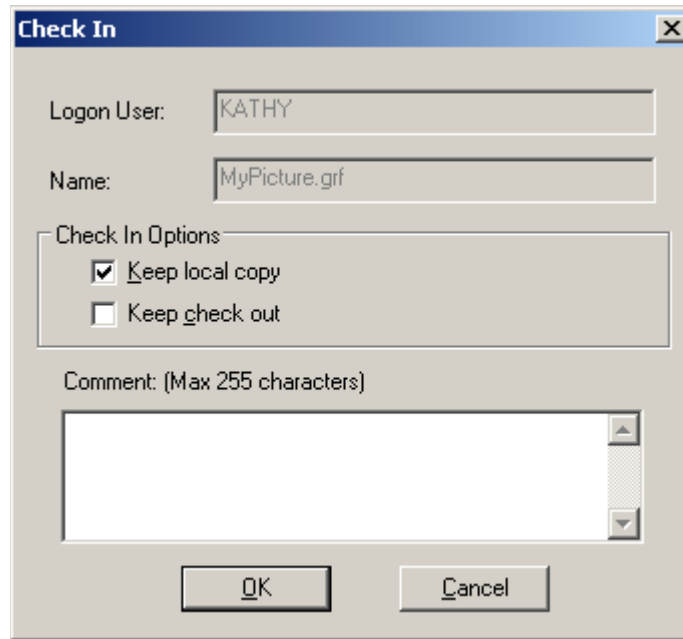 Check In
Logon User: KATHY
Name: MyPicture.grf
Check In Options
Keep local copy
Keep check out
Comment: (Max 255 characters)
OK Cancel